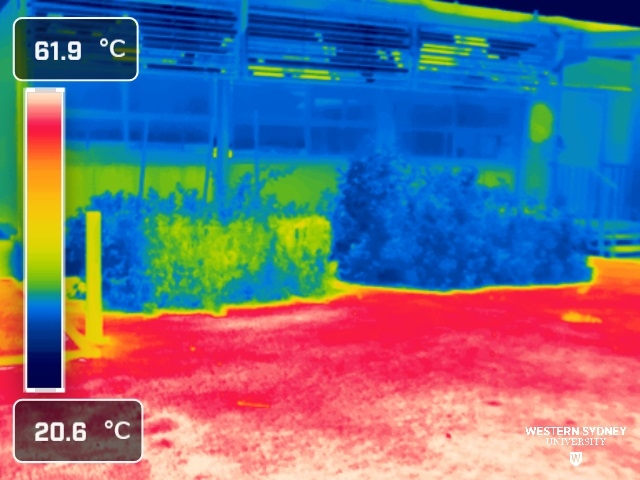 61.9 °C
20.6 °C
WESTERN SYDNEY
UNIVERSITY
W